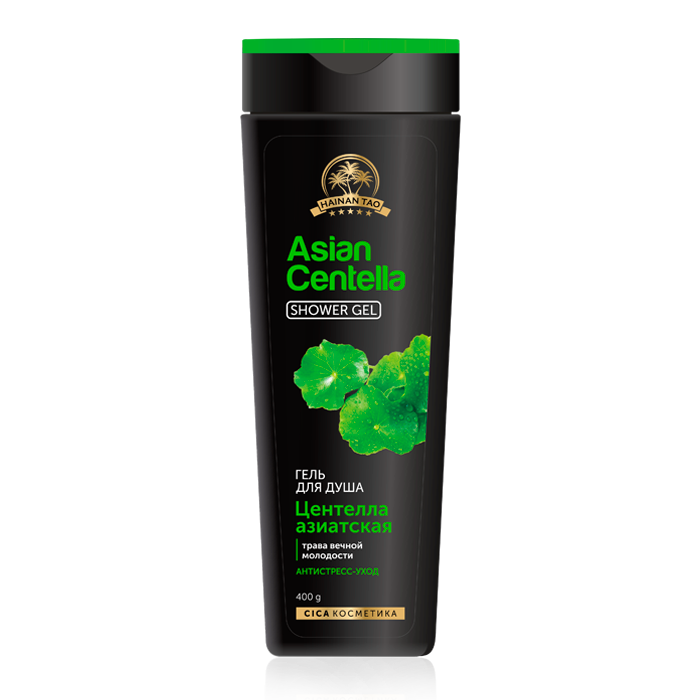 HAINAN TAO
Asian
Centella
SHOWER GEL
ГЕЛЬ
ДЛЯ ДУША
Центелла
азиатская
трава вечной
молодости
АНТИСТРЕСС-УХОД
400 g
CICA КОСМЕТИКА